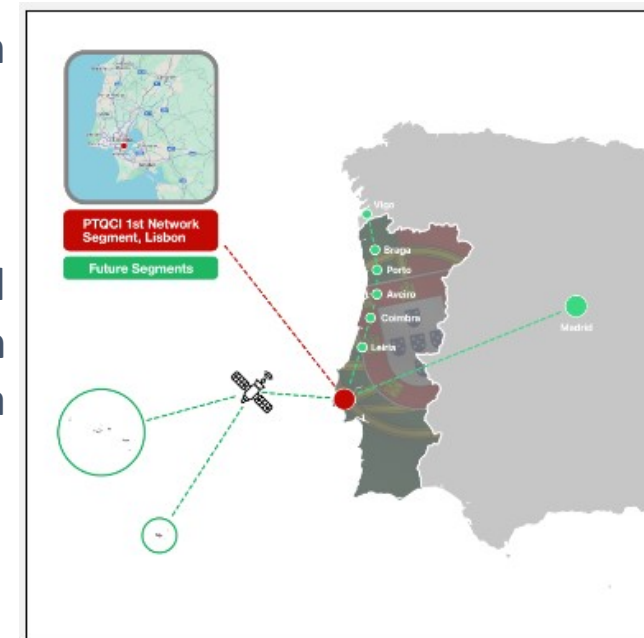 n
PTQCI 1st Network
Segment, Lisbon
Future Segments
Vigo
Braga
Porto
Aveiro
Coimbra
Leiria
Madrid